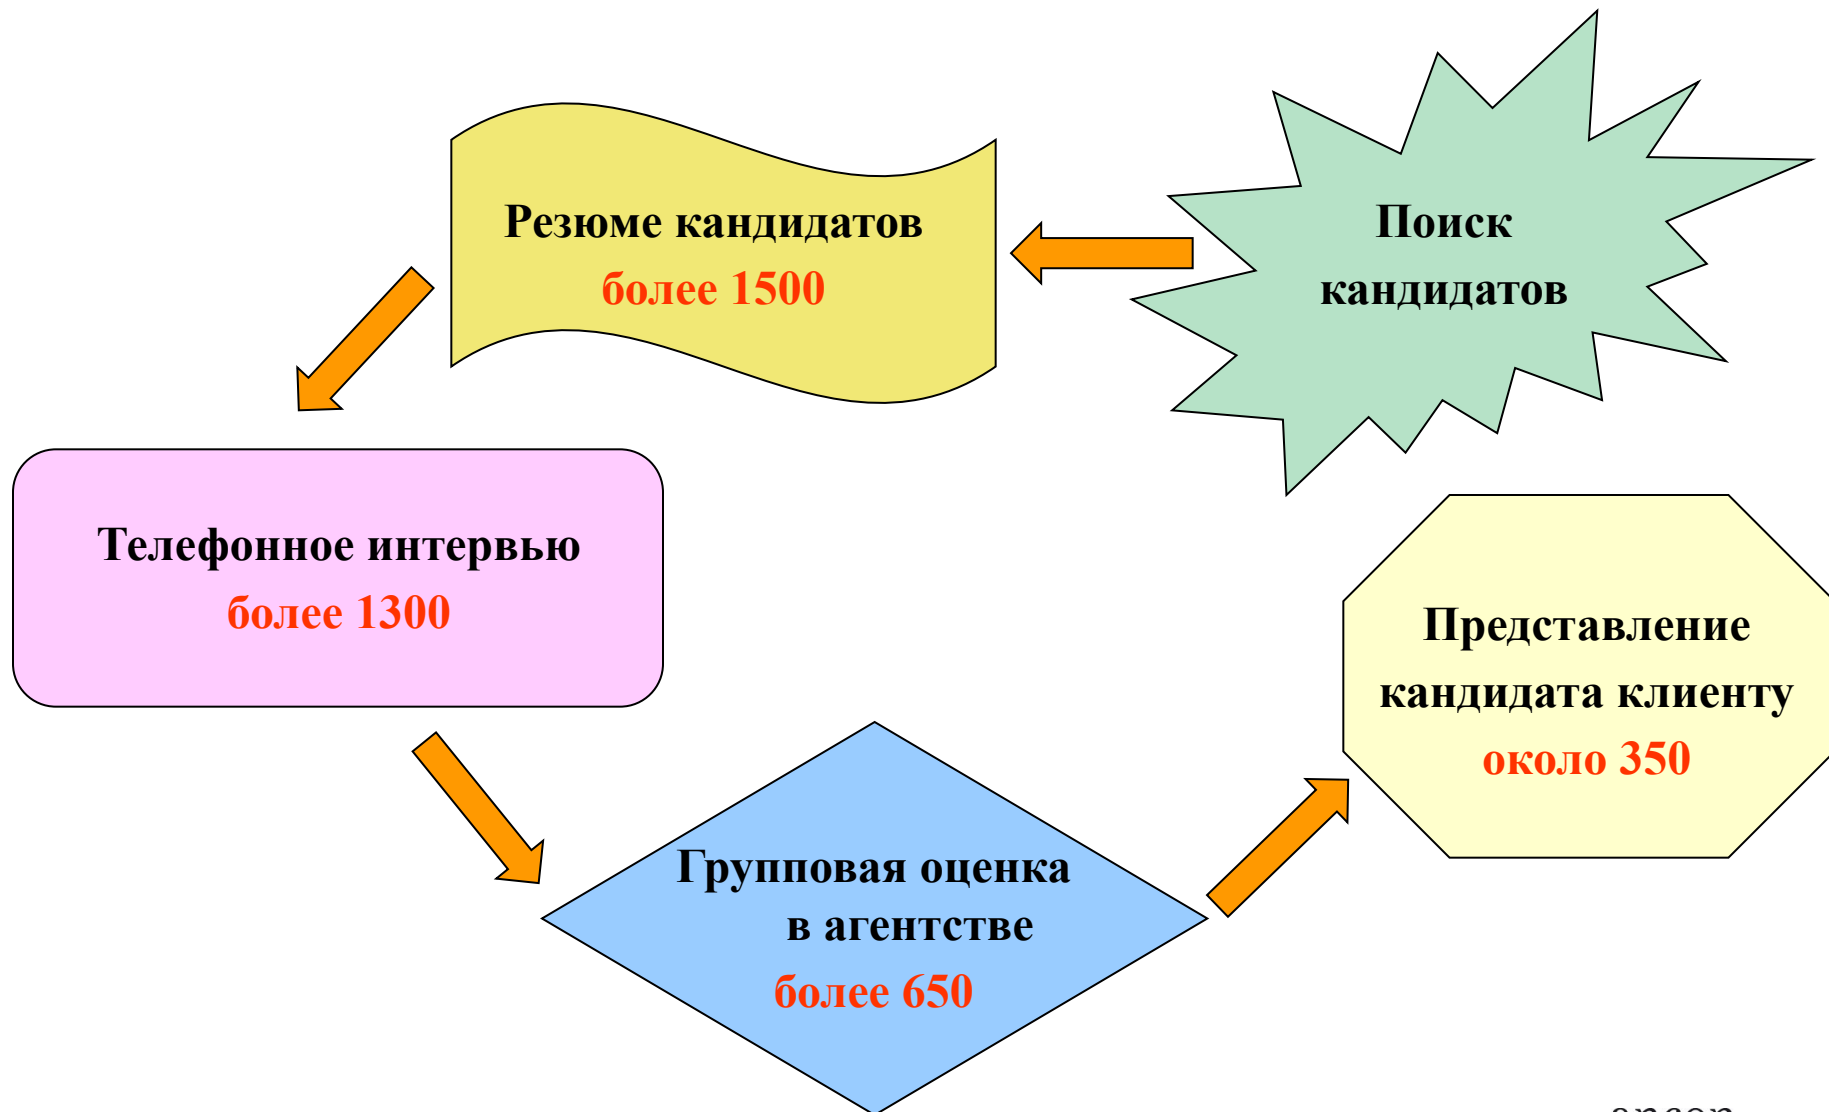 Поиск
кандидатов
Резюме кандидатов
более 1500
Телефонное интервью
более 1300
Групповая оценка
в агентстве
более 650
Представление
кандидата клиенту
около 350